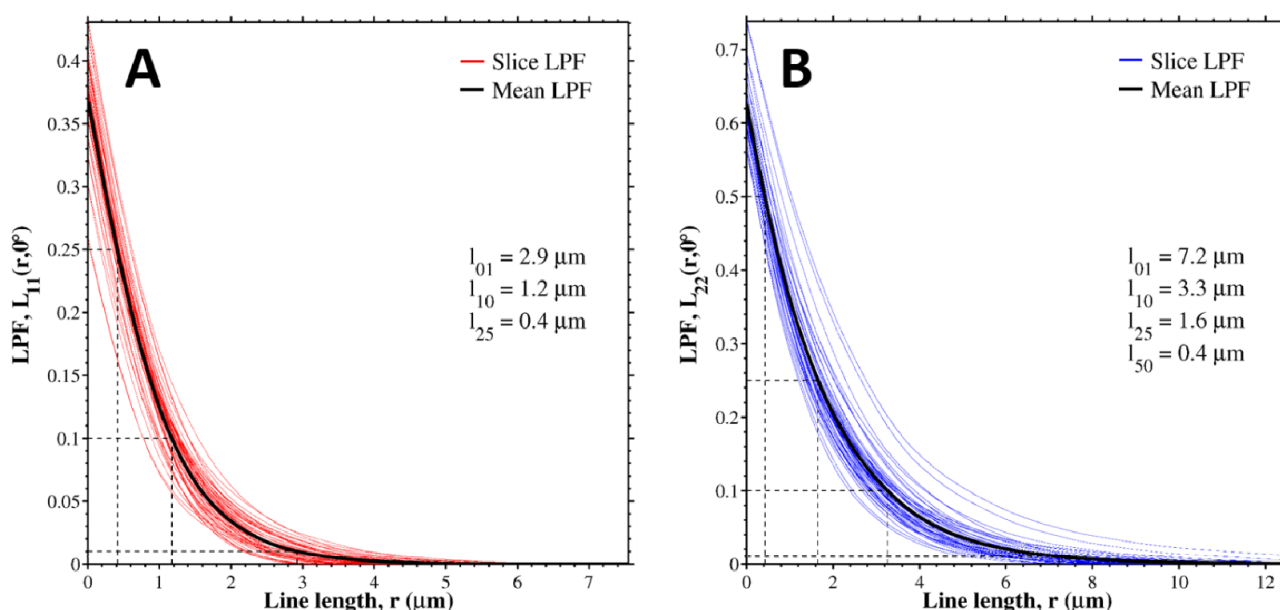 A
Slice LPF
Mean LPF
LPF, L11(r,0°)
0.4
0.35
0.3
0.25
0.2
0.15
0.1
0.05
0
l01 = 2.9 µm
l10 = 1.2 µm
l25 = 0.4 µm
0 1 2 3 4 5 6 7
Line length, r (µm)
B
Slice LPF
Mean LPF
LPF, L22(r,0°)
0.7
0.6
0.5
0.4
0.3
0.2
0.1
0
l01 = 7.2 µm
l10 = 3.3 µm
l25 = 1.6 µm
l50 = 0.4 µm
0 2 4 6 8 10 12
Line length, r (µm)